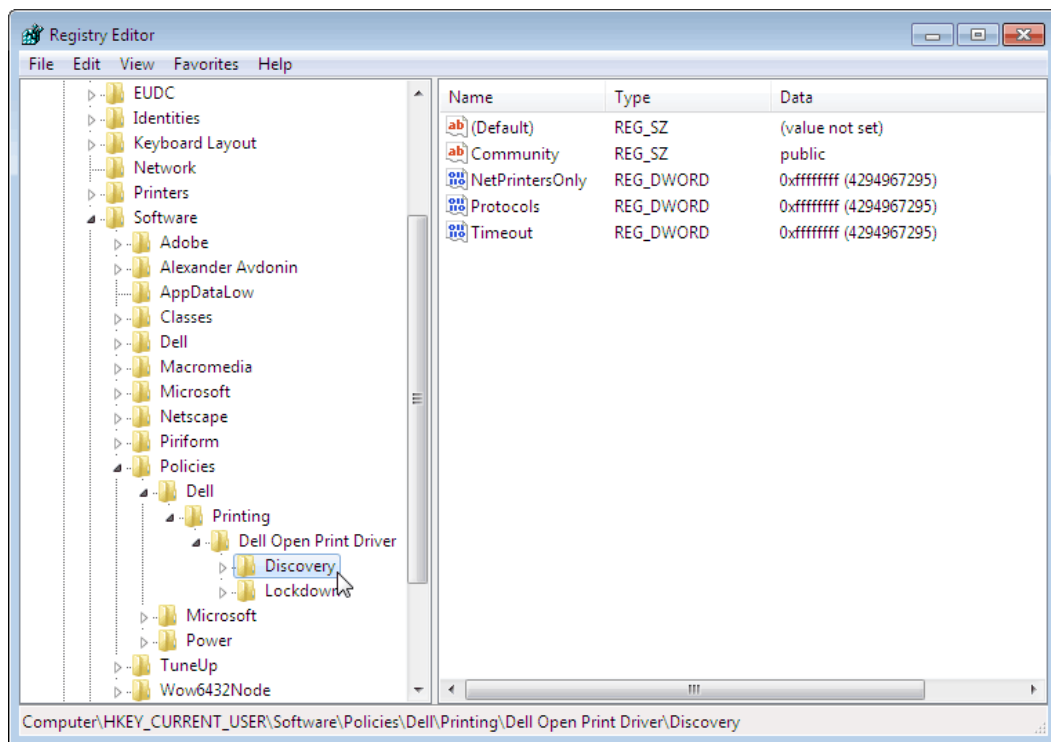 Registry Editor
File Edit View Favorites Help
EUDC
Identities
Keyboard Layout
Network
Printers
Software
Adobe
Alexander Avdonin
AppDataLow
Classes
Dell
Macromedia
Microsoft
Netscape
Piriform
Policies
Dell
Printing
Dell Open Print Driver
Discovery
Lockdown
Microsoft
Power
TuneUp
Wow6432Node
Name Type Data
(Default) REG_SZ (value not set)
Community REG_SZ public
NetPrintersOnly REG_DWORD 0xffffffff (4294967295)
Protocols REG_DWORD 0xffffffff (4294967295)
Timeout REG_DWORD 0xffffffff (4294967295)
Computer\HKEY_CURRENT_USER\Software\Policies\Dell\Printing\Dell Open Print Driver\Discovery